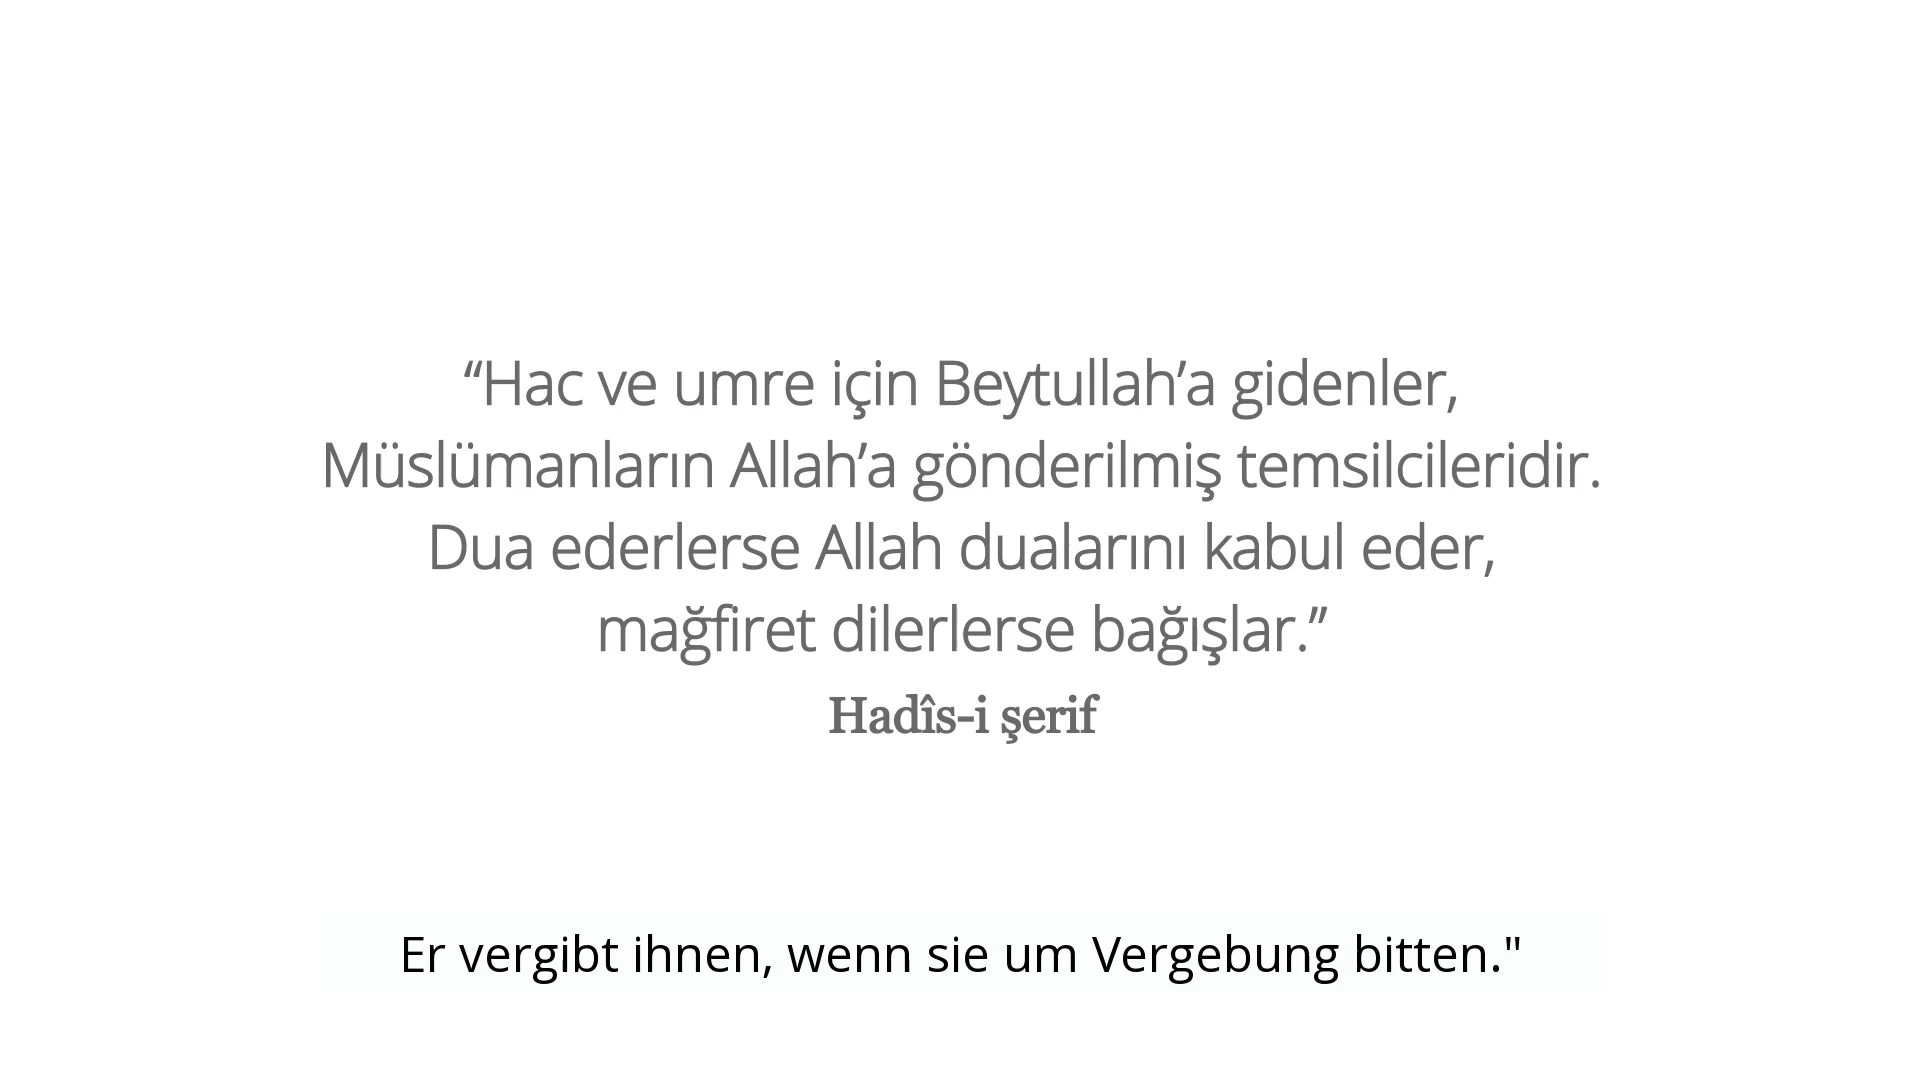 “Hac ve umre için Beytullah’a gidenler,
Müslümanların Allah’a gönderilmiş temsilcileridir.
Dua ederlerse Allah dualarını kabul eder,
mağfiret dilerlerse bağışlar.”
Hadîs-i şerif
Er vergibt ihnen, wenn sie um Vergebung bitten."